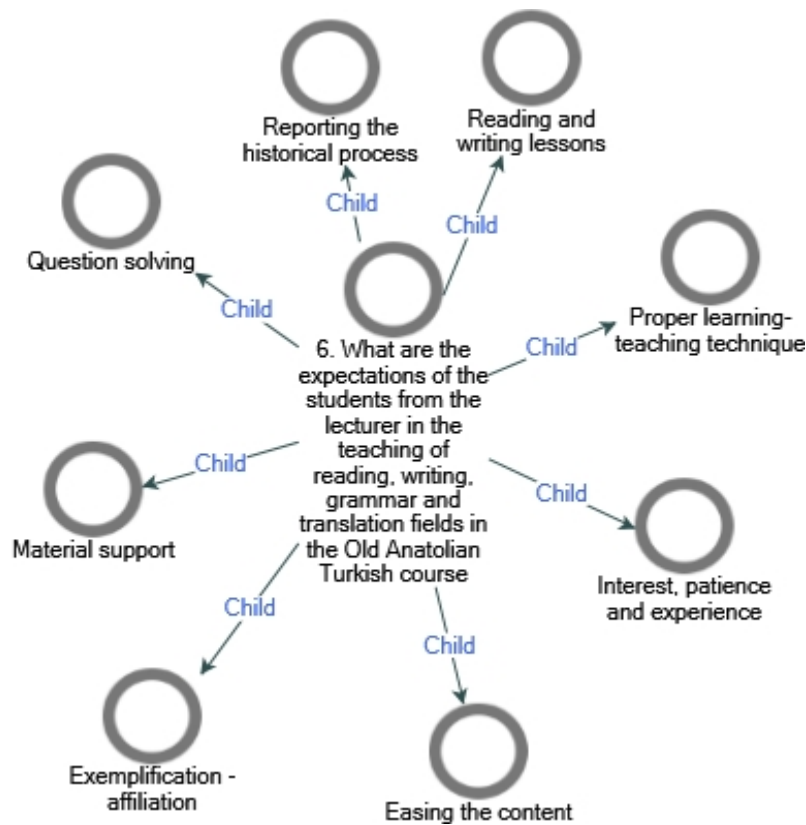 Reporting the
historical process
Reading and
writing lessons
Child
Child
Question solving
Child
Proper learning-
teaching technique
Child
6. What are the
expectations of the
students from the
lecturer in the
teaching of
reading, writing,
grammar and
translation fields in
the Old Anatolian
Turkish course
Child
Material support
Child
Interest, patience
and experience
Child
Exemplification -
affiliation
Child
Easing the content